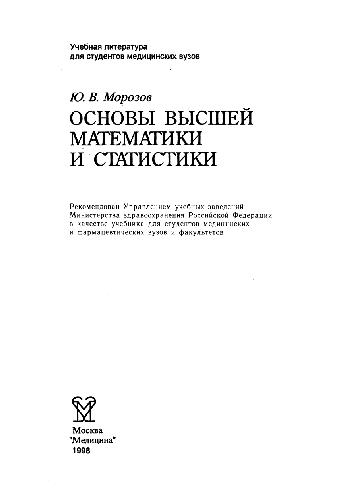 Учебная литература
для студентов медицинских вузов
Ю. В. Морозов
ОСНОВЫ ВЫСШЕЙ
МАТЕМАТИКИ
И СТАТИСТИКИ
Рекомендован Управлением учебных заведений
Министерства здравоохранения Российской Федерации
в качестве учебника для студентов медицинских
и фармацевтических вузов и факультетов
Москва
"Медицина"
1998